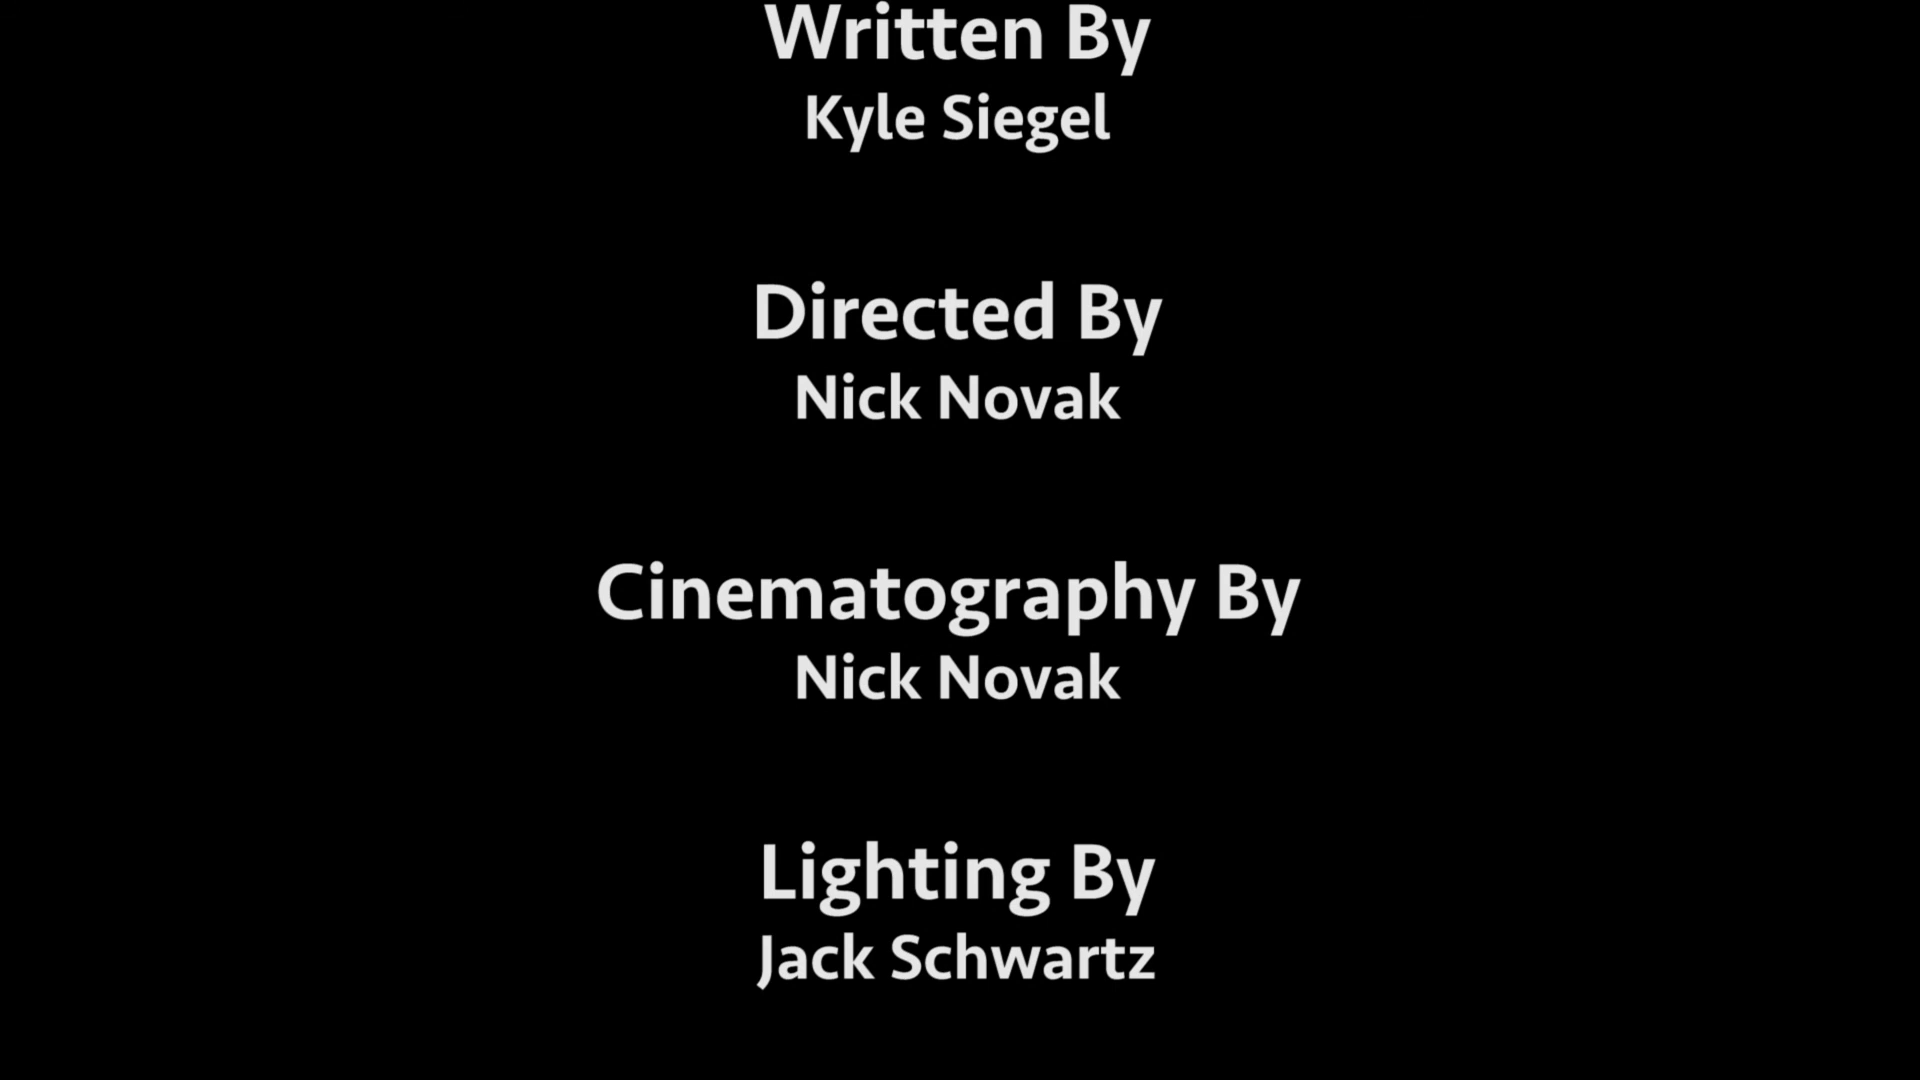 Written By
Kyle Siegel
Directed By
Nick Novak
Cinematography By
Nick Novak
Lighting By
Jack Schwartz